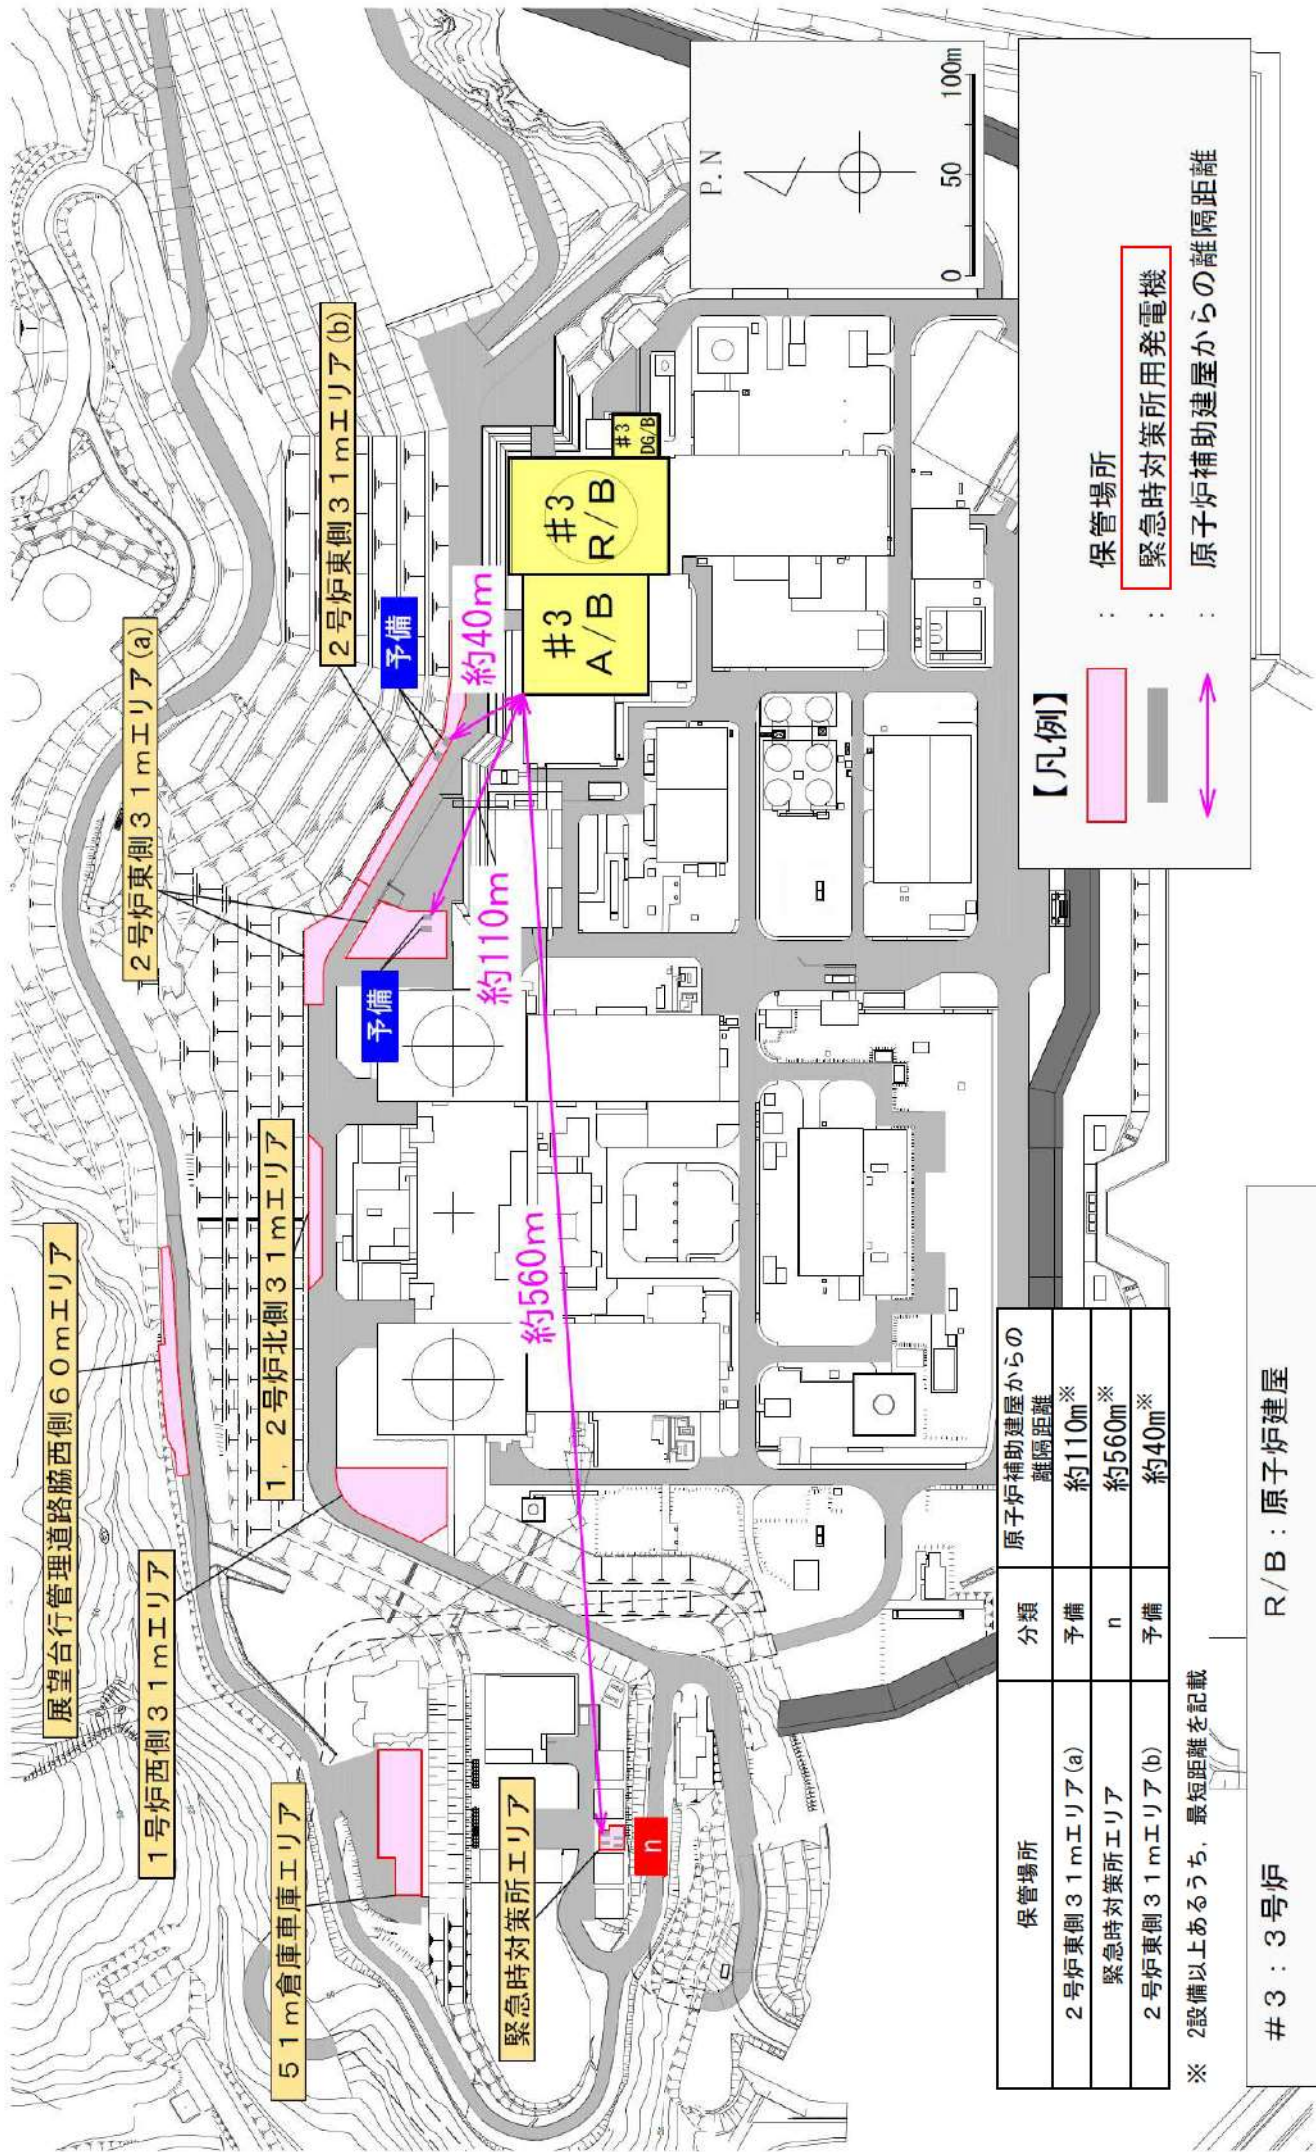 展望台行管理道路脇西側60mエリア
1号炉西側31mエリア
51m倉庫車庫エリア
緊急時対策所エリア
1,2号炉北側31mエリア
2号炉東側31mエリア(a)
2号炉東側31mエリア(b)
予備
予備
n
約40m
約110m
約560m
#3
R/B
#3
A/B
#3
DG/B
P.N
0 50 100m
【凡例】
: 保管場所
: 緊急時対策所用発電機
: 原子炉補助建屋からの離隔距離
保管場所 分類 原子炉補助建屋からの
離隔距離
2号炉東側31mエリア(a) 予備 約110m※
緊急時対策所エリア n 約560m※
2号炉東側31mエリア(b) 予備 約40m※
※ 2設備以上あるうち,最短距離を記載
#3:3号炉 R/B:原子炉建屋